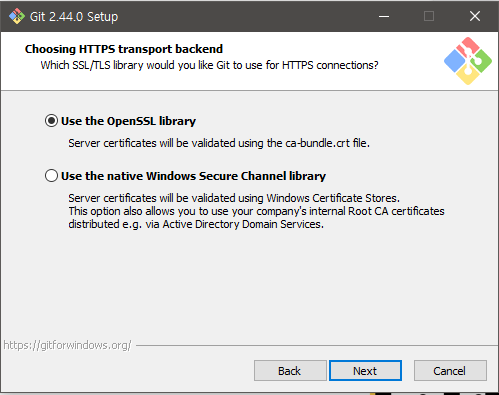 Git 2.44.0 Setup
Choosing HTTPS transport backend
Which SSL/TLS library would you like Git to use for HTTPS connections?
Use the OpenSSL library
Server certificates will be validated using the ca-bundle.crt file.
Use the native Windows Secure Channel library
Server certificates will be validated using Windows Certificate Stores.
This option also allows you to use your company's internal Root CA certificates
distributed e.g. via Active Directory Domain Services.
https://gitforwindows.org/
Back
Next
Cancel